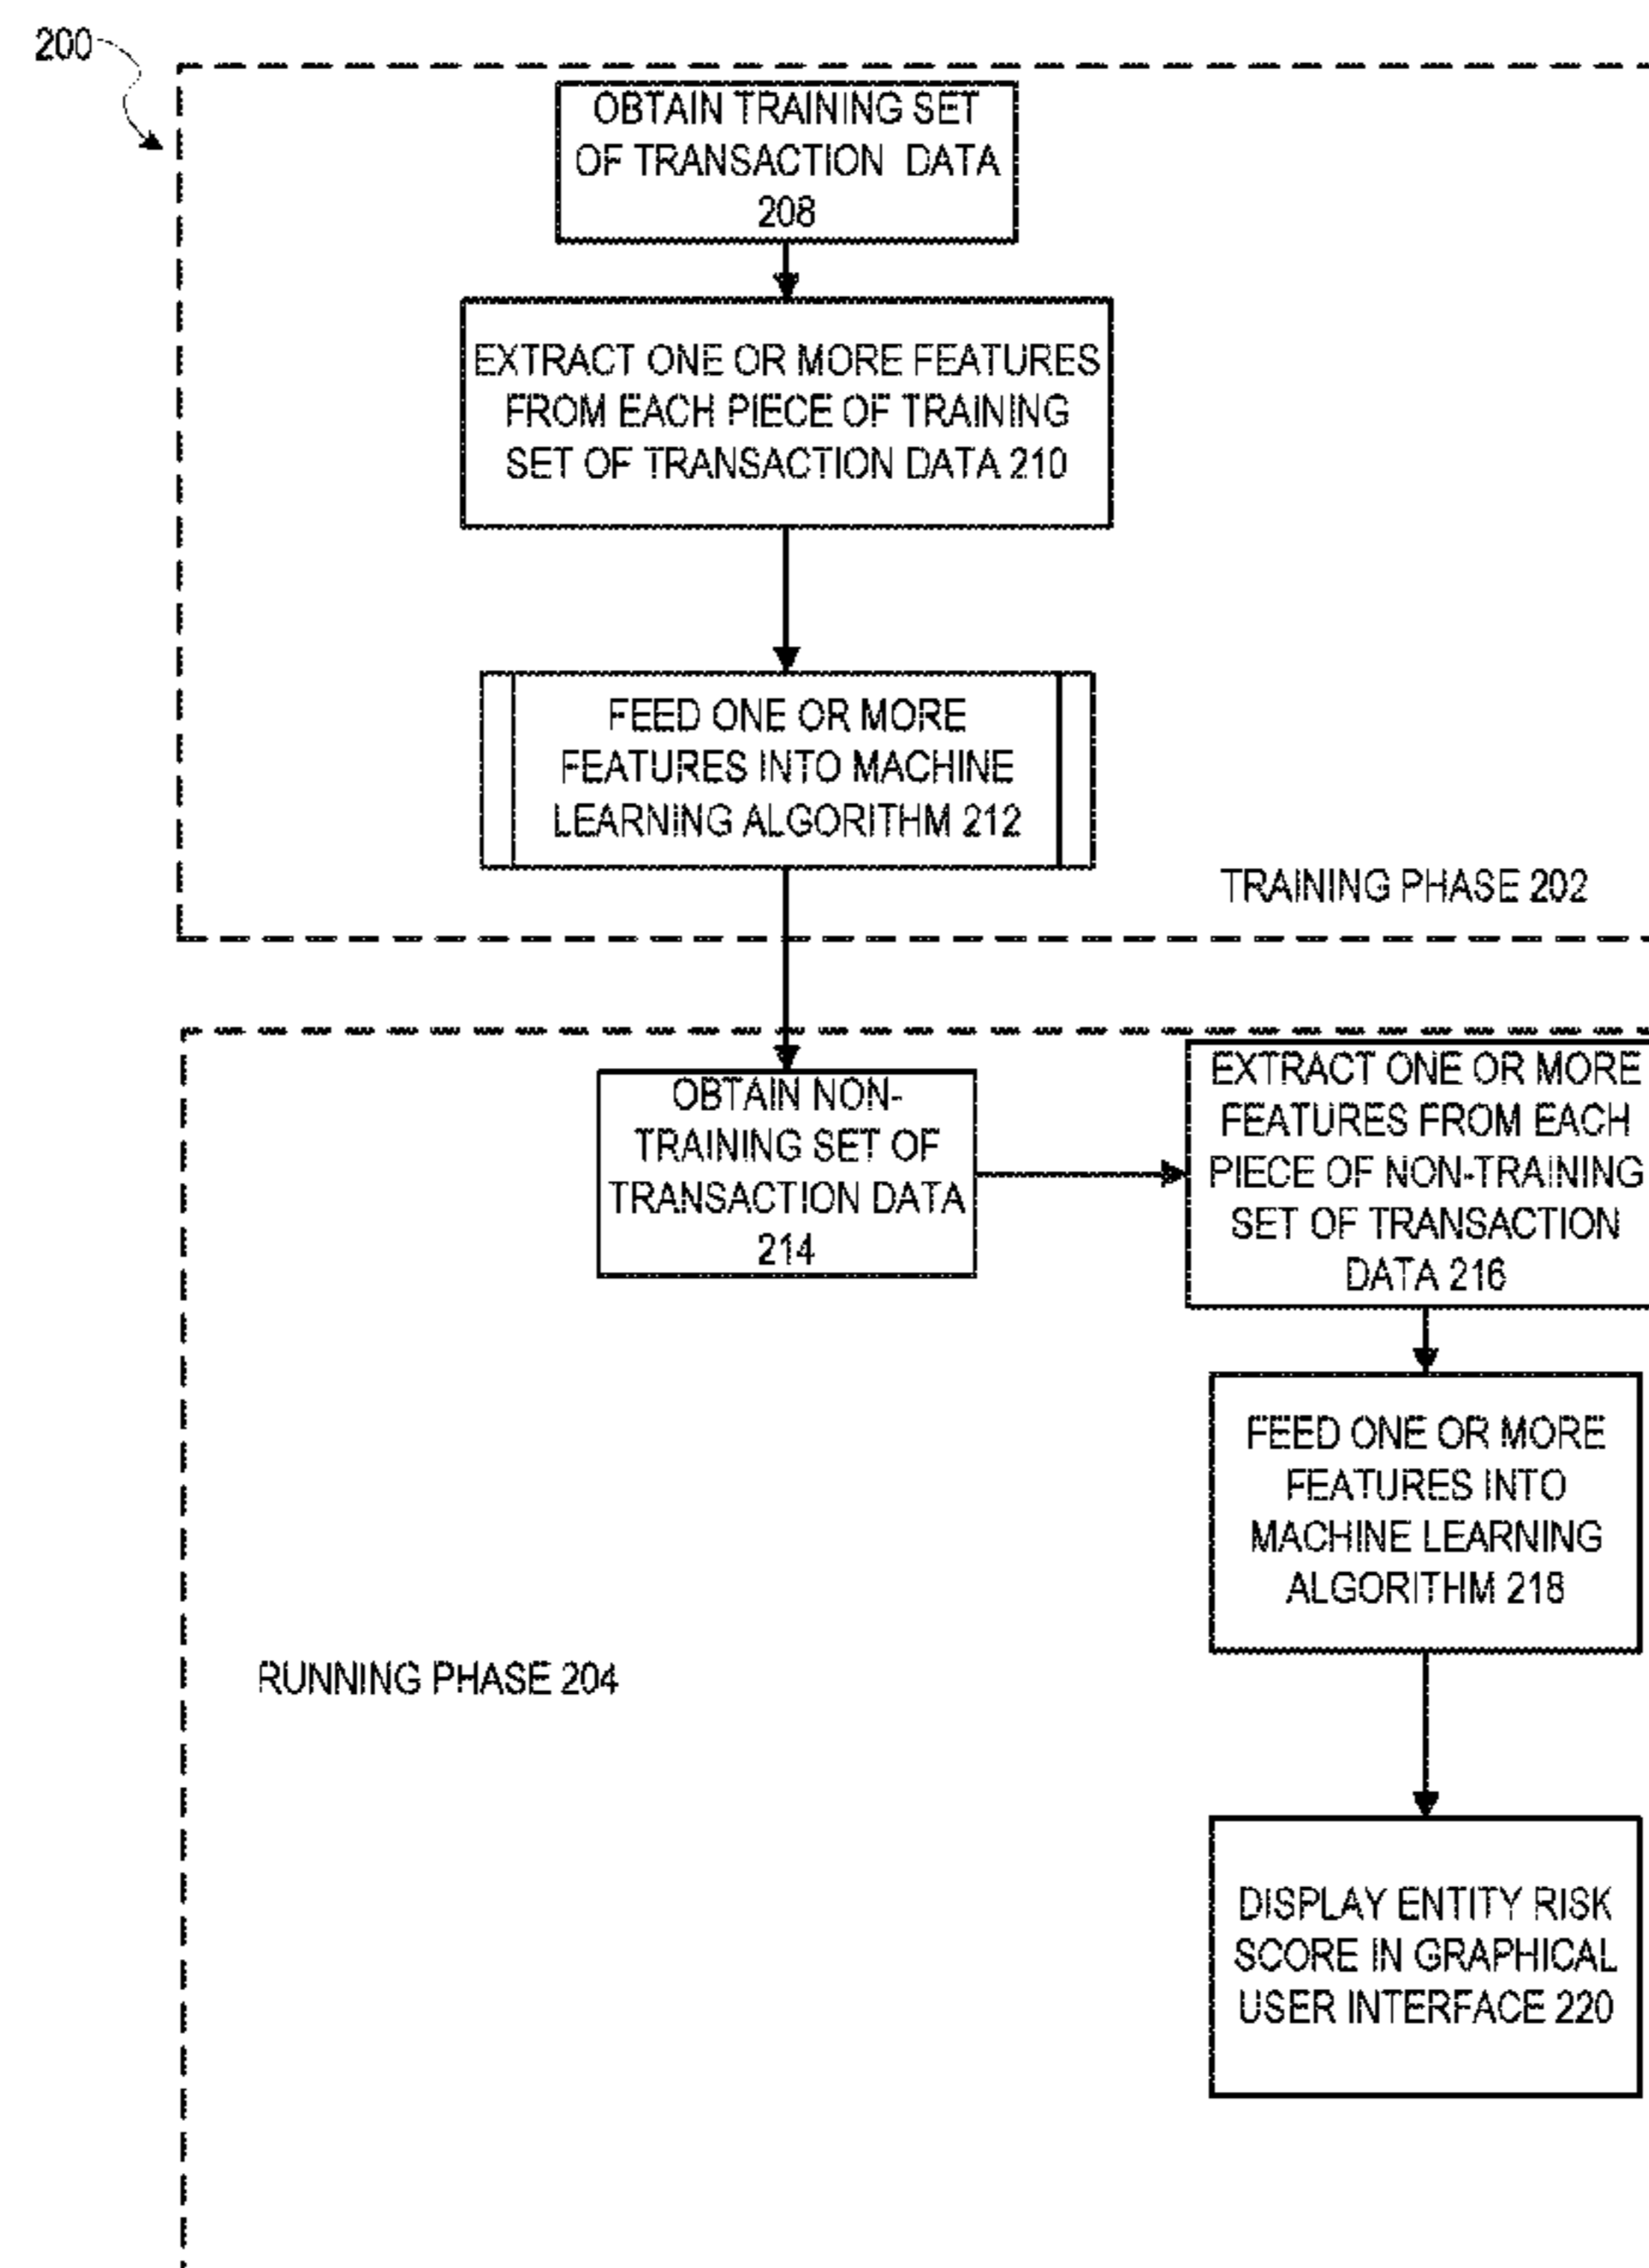 200
OBTAIN TRAINING SET
OF TRANSACTION DATA
208
EXTRACT ONE OR MORE FEATURES
FROM EACH PIECE OF TRAINING
SET OF TRANSACTION DATA 210
FEED ONE OR MORE
FEATURES INTO MACHINE
LEARNING ALGORITHM 212
TRAINING PHASE 202
OBTAIN NON-
TRAINING SET OF
TRANSACTION DATA
214
EXTRACT ONE OR MORE
FEATURES FROM EACH
PIECE OF NON-TRAINING
SET OF TRANSACTION
DATA 216
FEED ONE OR MORE
FEATURES INTO
MACHINE LEARNING
ALGORITHM 218
RUNNING PHASE 204
DISPLAY ENTITY RISK
SCORE IN GRAPHICAL
USER INTERFACE 220